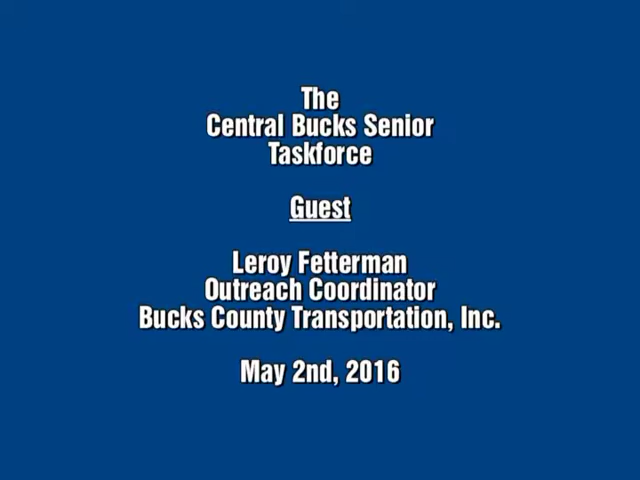 The
Central Bucks Senior
Taskforce
Guest
Leroy Fetterman
Outreach Coordinator
Bucks County Transportation, Inc.
May 2nd, 2016